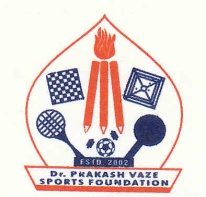 ESTD. 2002
Dr. PRAKASH VAZE
SPORTS FOUNDATION